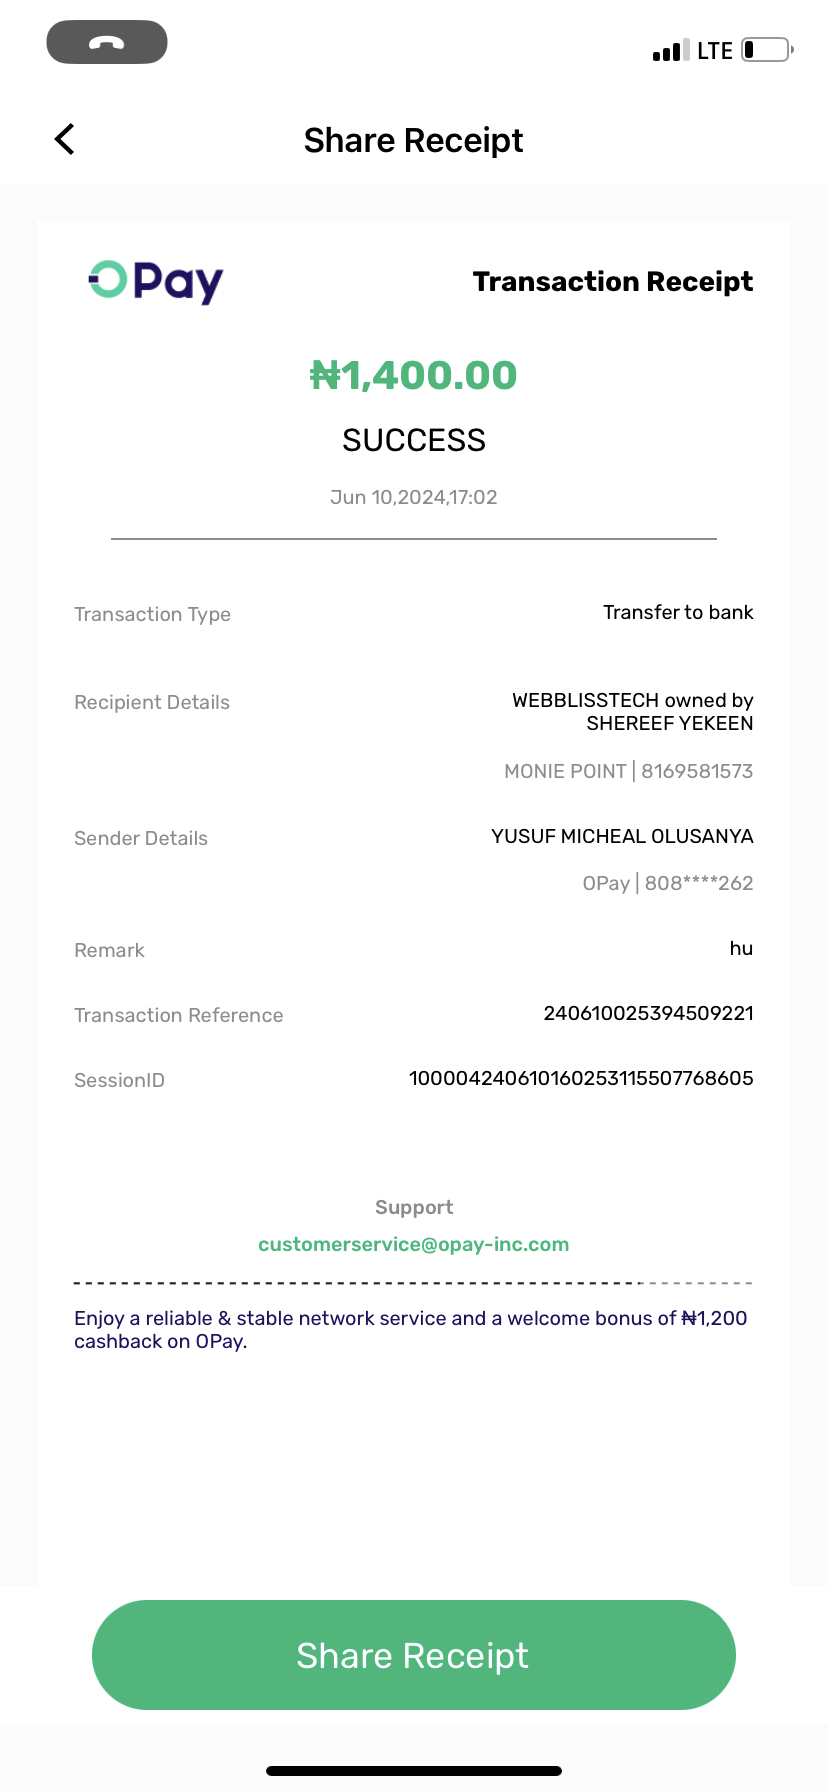 LTE
Share Receipt
OPay
Transaction Receipt
₦1,400.00
SUCCESS
Jun 10,2024,17:02
Transaction Type
Transfer to bank
Recipient Details
WEBBLISSTECH owned by
SHEREEF YEKEEN
MONIE POINT | 8169581573
Sender Details
YUSUF MICHEAL OLUSANYA
OPay | 808****262
Remark
hu
Transaction Reference
240610025394509221
SessionID
100004240610160253115507768605
Support
customerservice@opay-inc.com
Enjoy a reliable & stable network service and a welcome bonus of ₦1,200
cashback on OPay.
Share Receipt